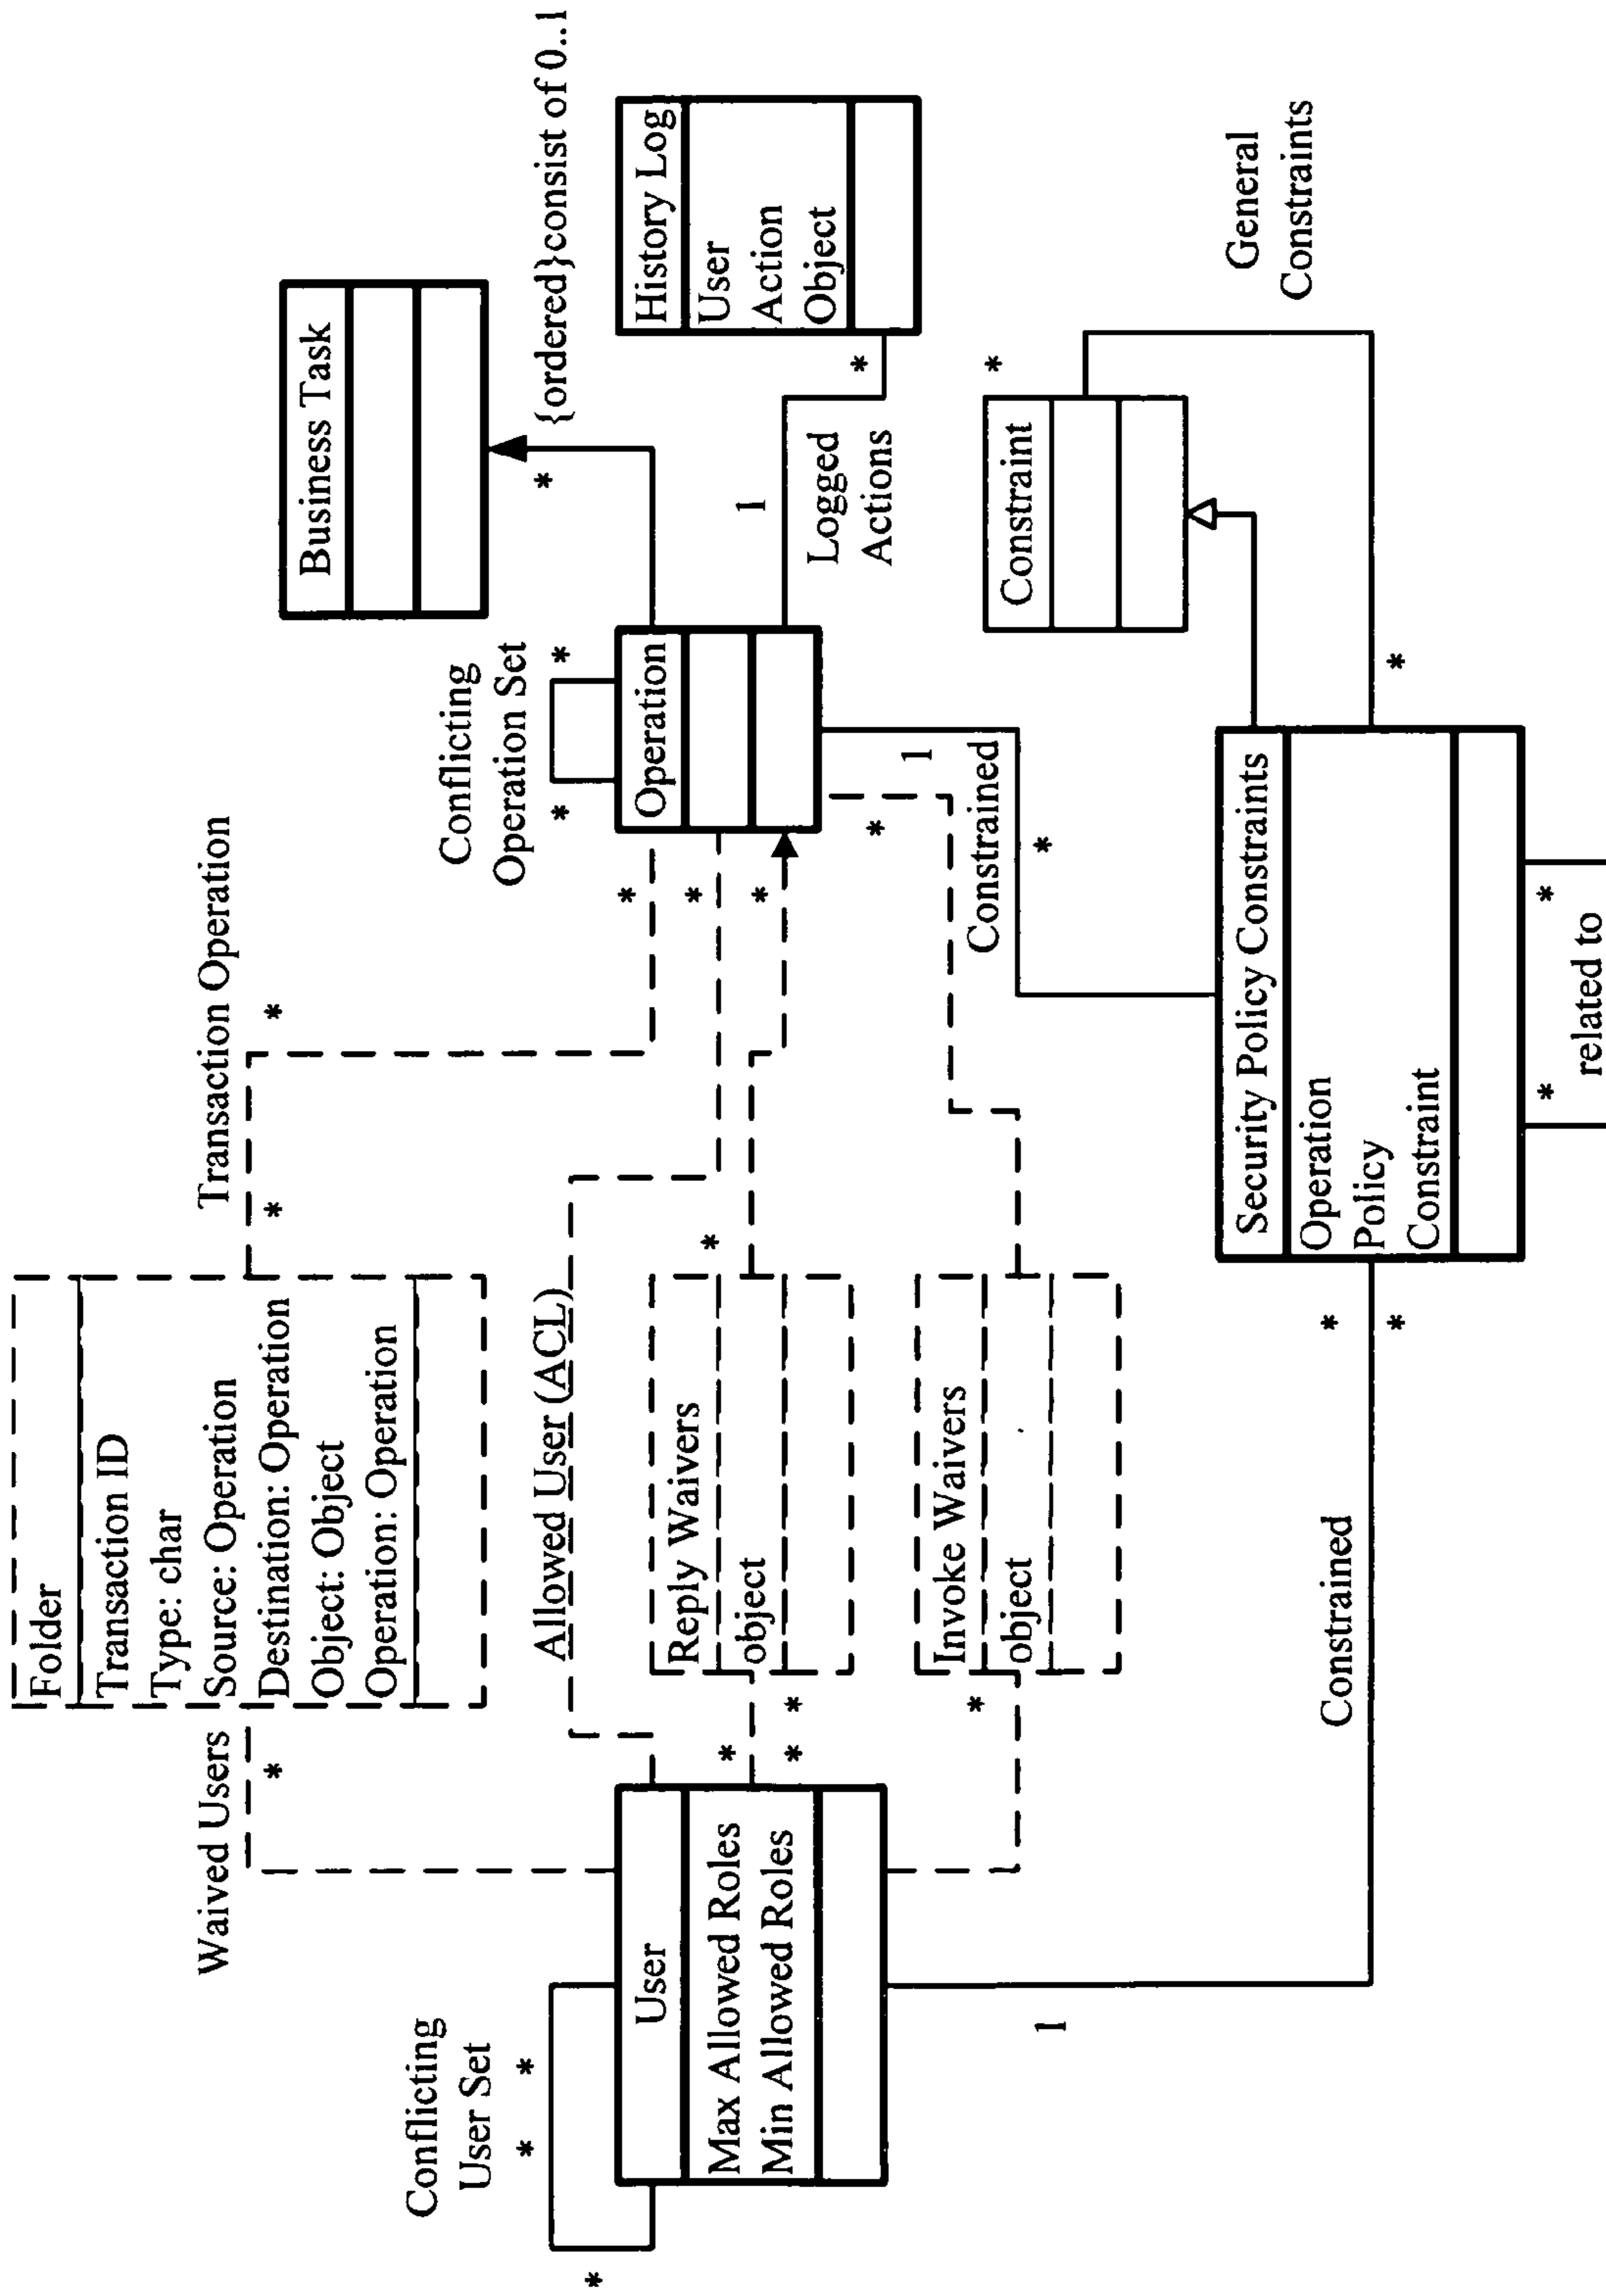 Folder
Transaction ID
Type: char
Source: Operation
Destination: Operation
Object: Object
Operation: Operation
Waived Users
*
Transaction Operation
*
*
Business Task
{ordered}consist of 0..1
*
Conflicting
User Set
*
*
*
User
Max Allowed Roles
Min Allowed Roles
Allowed User (ACL)
*
*
Reply Waivers
object
*
*
*
Invoke Waivers
object
*
Conflicting
Operation Set
*
*
Operation
*
*
*
*
1
Logged
Actions
*
History Log
User
Action
Object
Constrained
1
*
Constraint
*
General
Constraints
*
Security Policy Constraints
Operation
Policy
Constraint
Constrained
1
*
*
*
*
related to